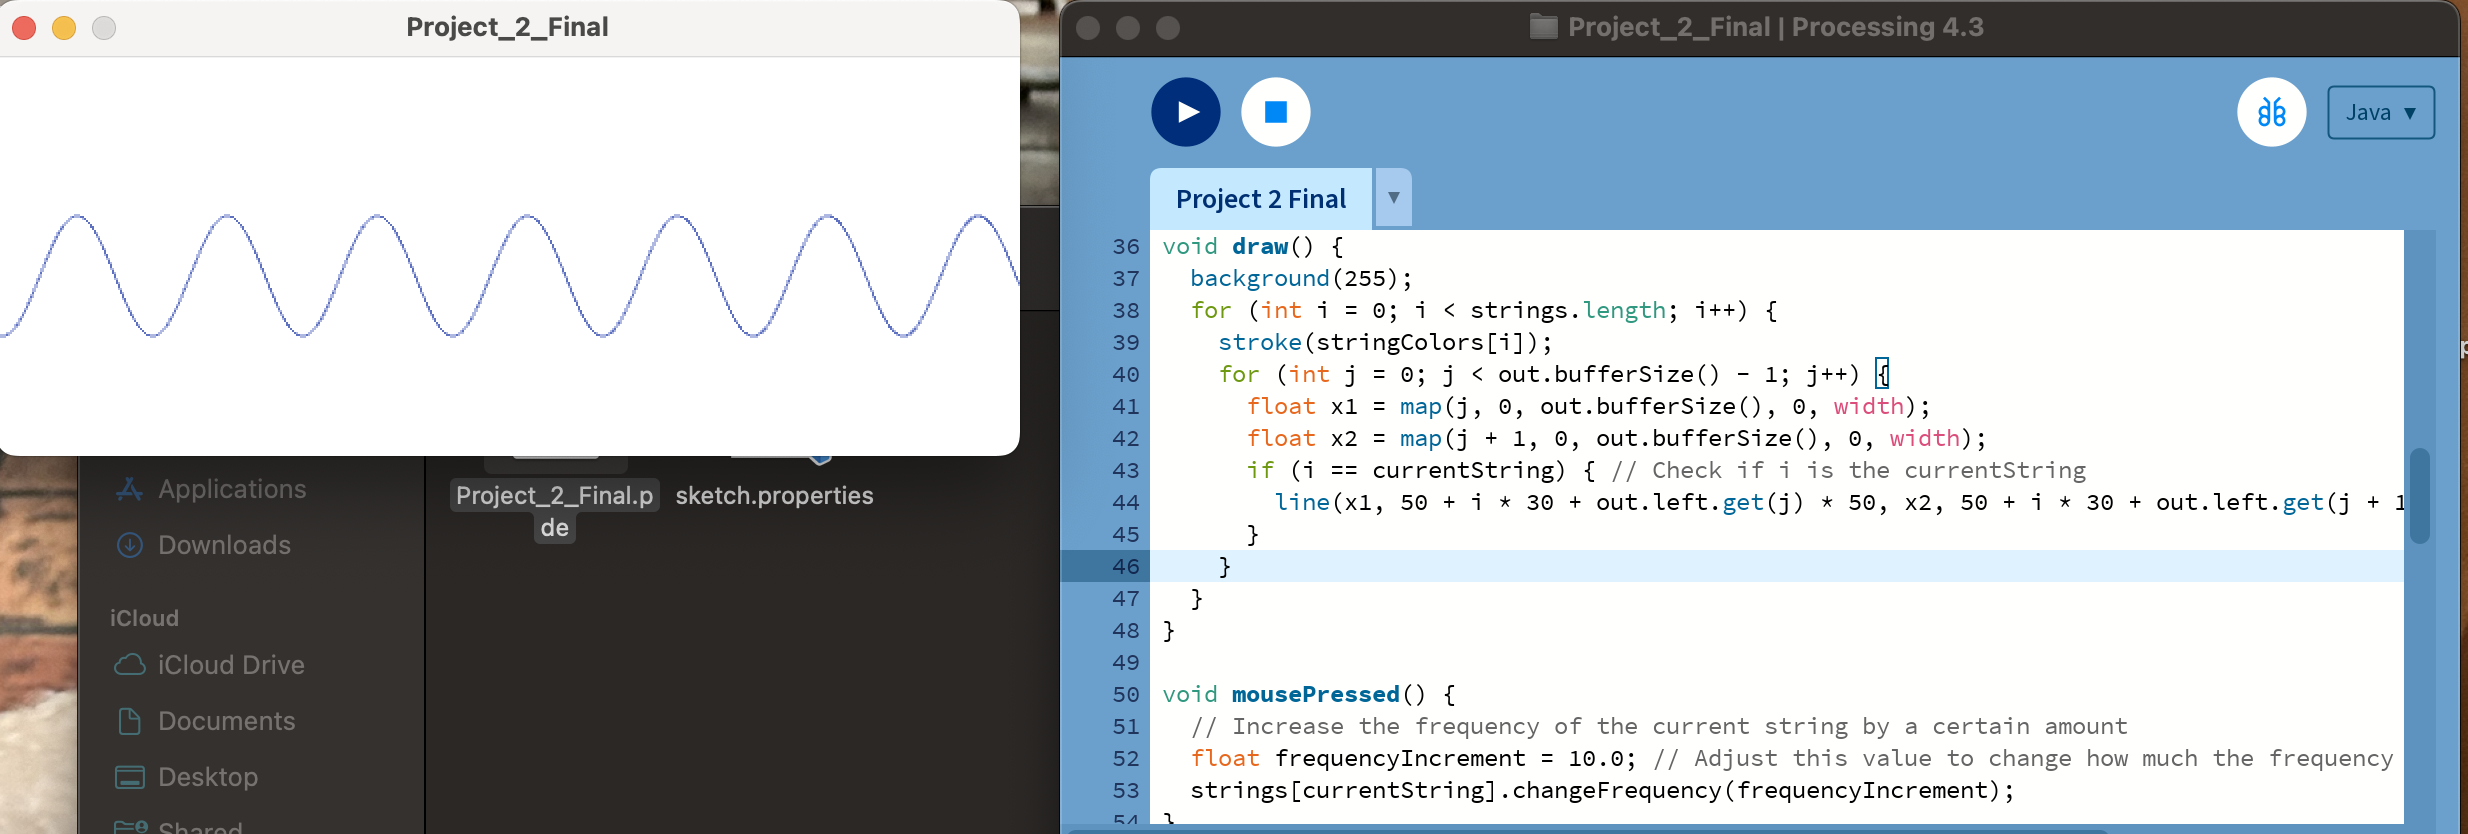 Project_2_Final
Project_2_Final | Processing 4.3
Java ▼
Project 2 Final ▼
36 void draw() {
37 background(255);
38 for (int i = 0; i < strings.length; i++) {
39 stroke(stringColors[i]);
40 for (int j = 0; j < out.bufferSize() - 1; j++) {
41 float x1 = map(j, 0, out.bufferSize(), 0, width);
42 float x2 = map(j + 1, 0, out.bufferSize(), 0, width);
43 if (i == currentString) { // Check if i is the currentString
44 line(x1, 50 + i * 30 + out.left.get(j) * 50, x2, 50 + i * 30 + out.left.get(j + 1
45 }
46 }
47 }
48 }
49
50 void mousePressed() {
51 // Increase the frequency of the current string by a certain amount
52 float frequencyIncrement = 10.0; // Adjust this value to change how much the frequency
53 strings[currentString].changeFrequency(frequencyIncrement);
54 }
Applications
Downloads
iCloud
iCloud Drive
Documents
Desktop
Shared
Project_2_Final.p
de
sketch.properties